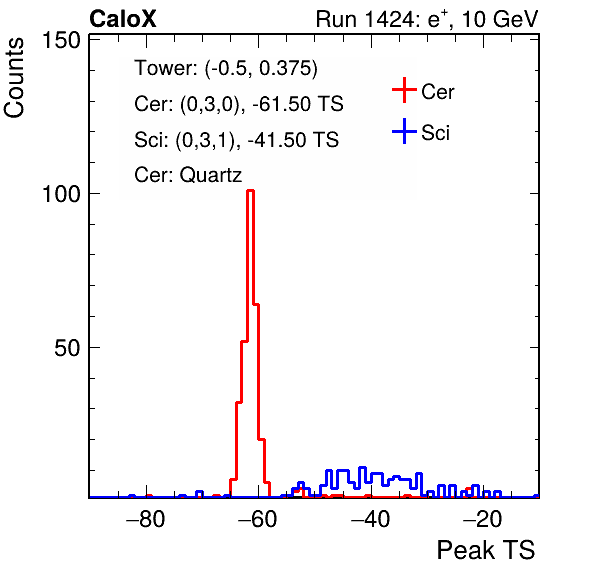 CaloX Run 1424: e⁺, 10 GeV
Counts
150
Tower: (-0.5, 0.375)
Cer: (0,3,0), -61.50 TS
Sci: (0,3,1), -41.50 TS
Cer: Quartz
Cer
Sci
100
50
−80 −60 −40 −20
Peak TS